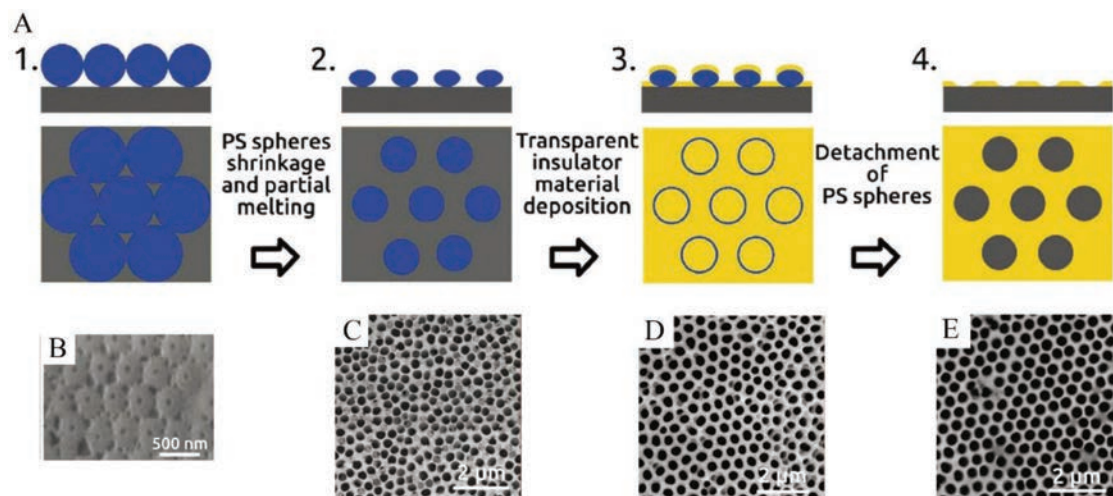 A
1.
2.
3.
4.
PS spheres
shrinkage
and partial
melting
Transparent
insulator
material
deposition
Detachment
of
PS spheres
B
500 nm
C
2 µm
D
2 µm
E
2 µm